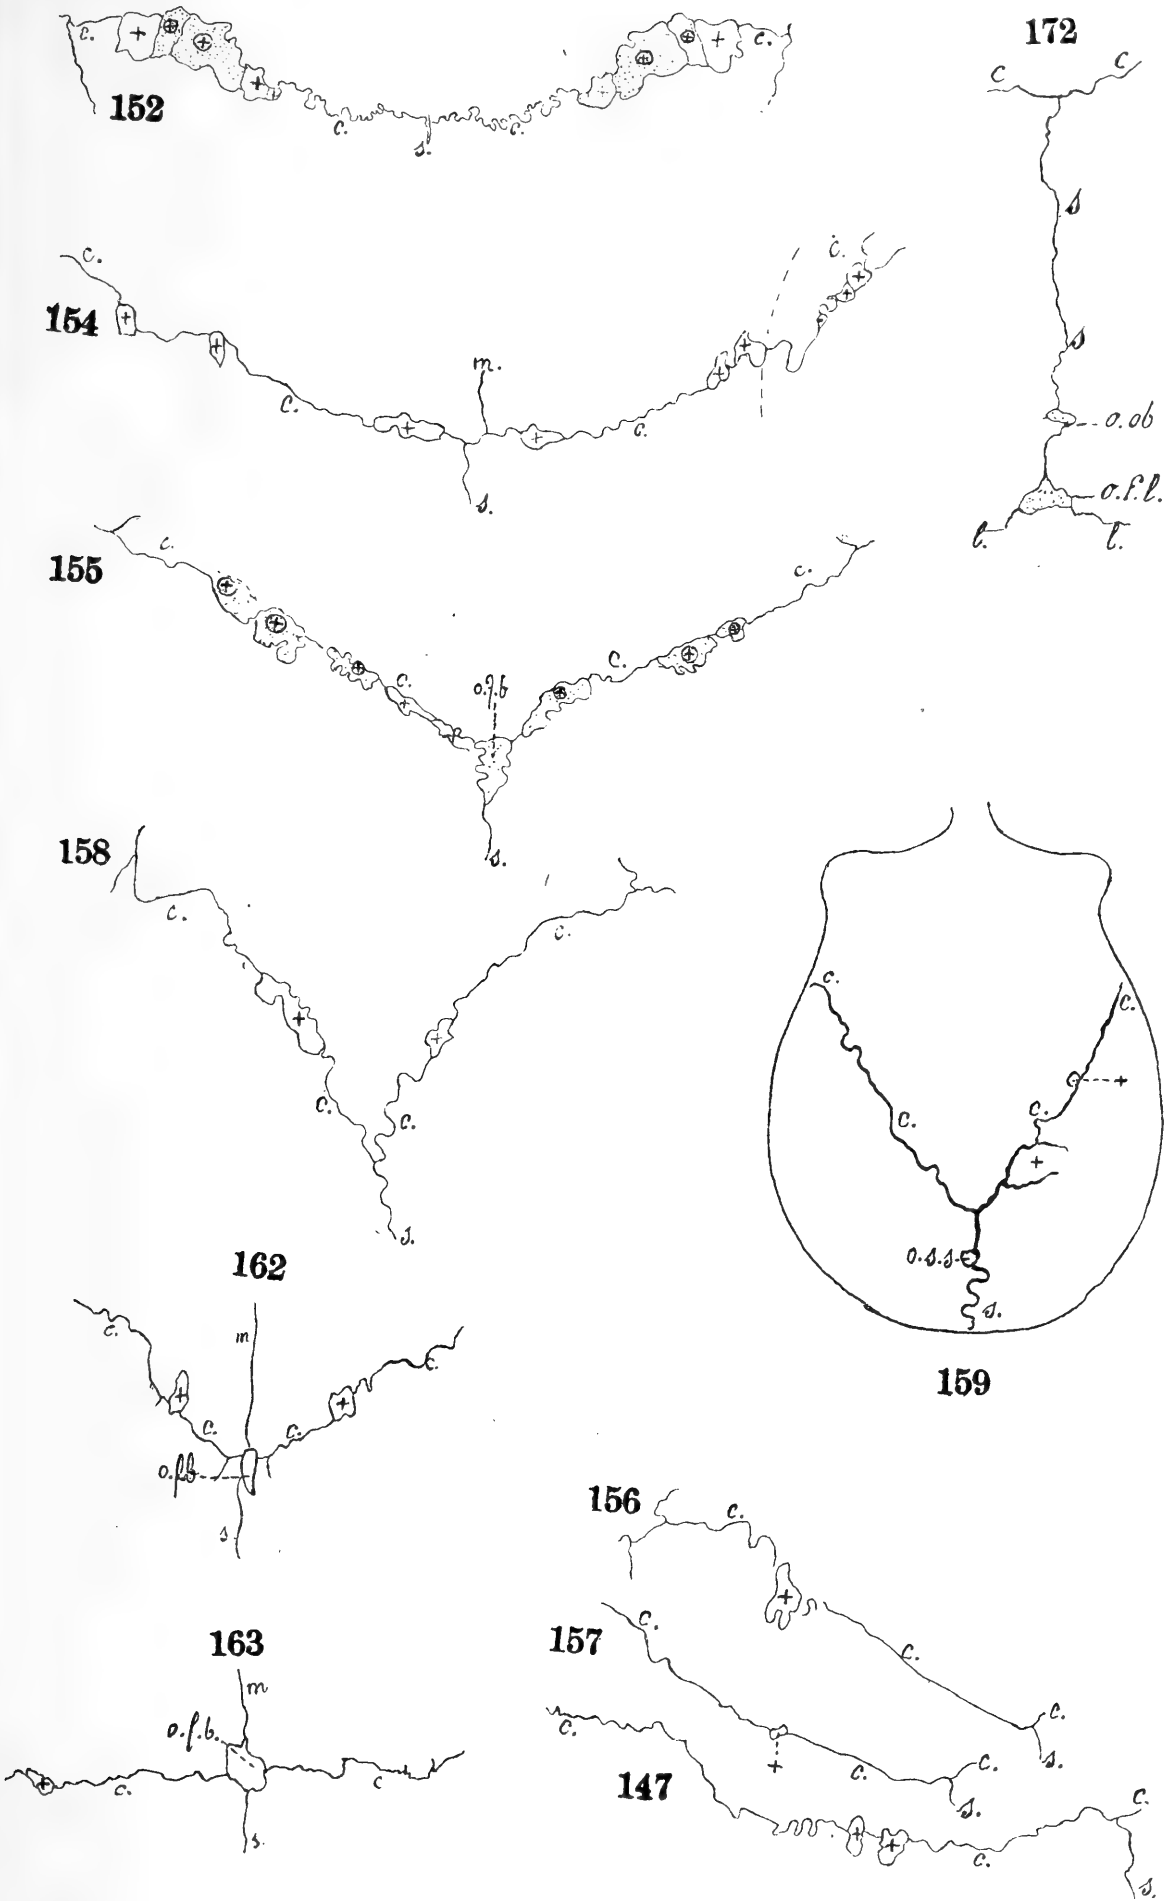 c. + ⊕ ⊕ + ⊕ ⊕ + c.
152
c. s. c.
172
c c
s
s
o.ob
o.f.l.
l. l.
c. c.
154
+ + + +
m.
c. + + + + c.
s.
155
c. c.
⊕ ⊕ ⊕ ⊕ ⊕ ⊕
c. + c.
o.f.b
s.
158
c. c.
+ +
c. c.
s.
159
c. c.
+
c. c.
+
o.s.s.
s.
162
m
c. c.
+ +
c. c.
o.f.b
s.
156
c.
+
c.
c.
s.
163
m
o.f.b.
+ c. c
s.
157
c.
+
c. c.
s.
147
c. c.
+ + c.
s.